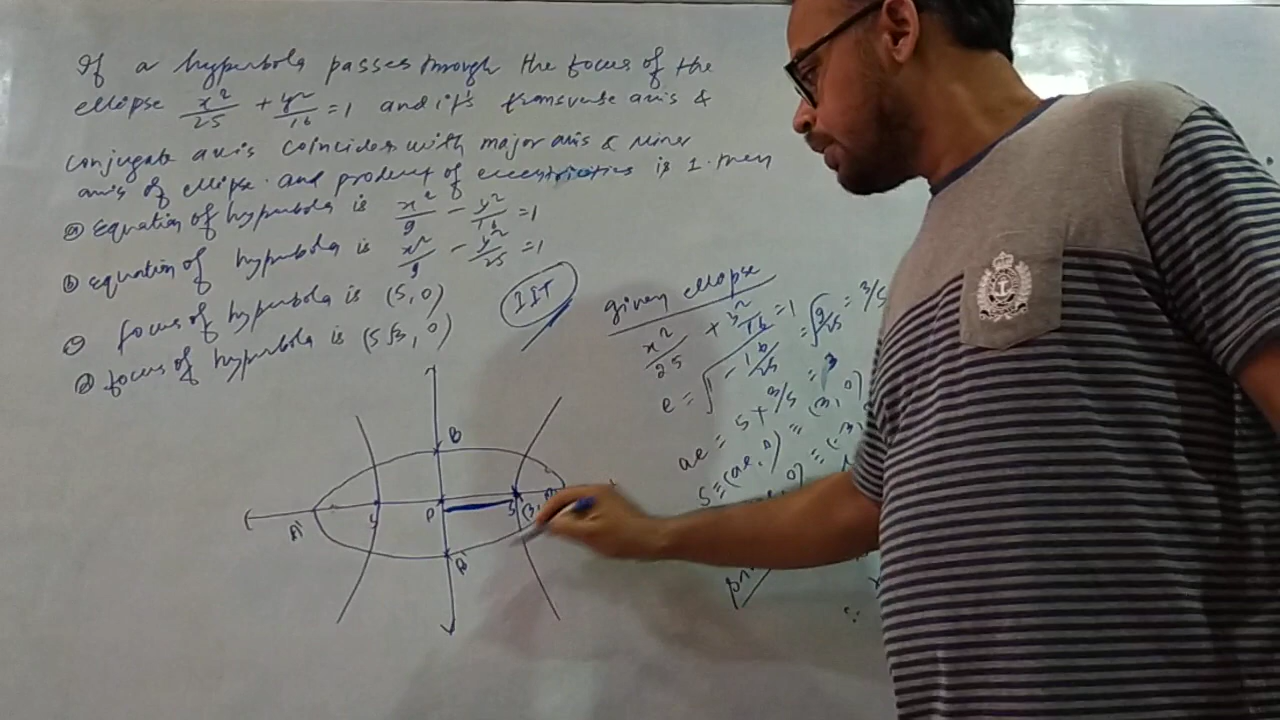 If a hyperbola passes through the focus of the
ellipse x²/25 + y²/16 = 1 and it's transverse axis &
conjugate axis coincides with major axis & minor
axis of ellipse. and product of eccentricities is 1. then
ⓐ Equation of hyperbola is x²/9 - y²/16 = 1
ⓑ Equation of hyperbola is x²/9 - y²/25 = 1
ⓒ focus of hyperbola is (5, 0)
ⓓ focus of hyperbola is (5√3, 0)
IIT
given ellipse
x²/25 + y²/16 = 1
e = √1 - 16/25 = √9/25 = 3/5
ae = 5 + 3/5 = 3
S ≡ (ae, 0) ≡ (3, 0)
B
A'
S'
P
S
(3,
B'